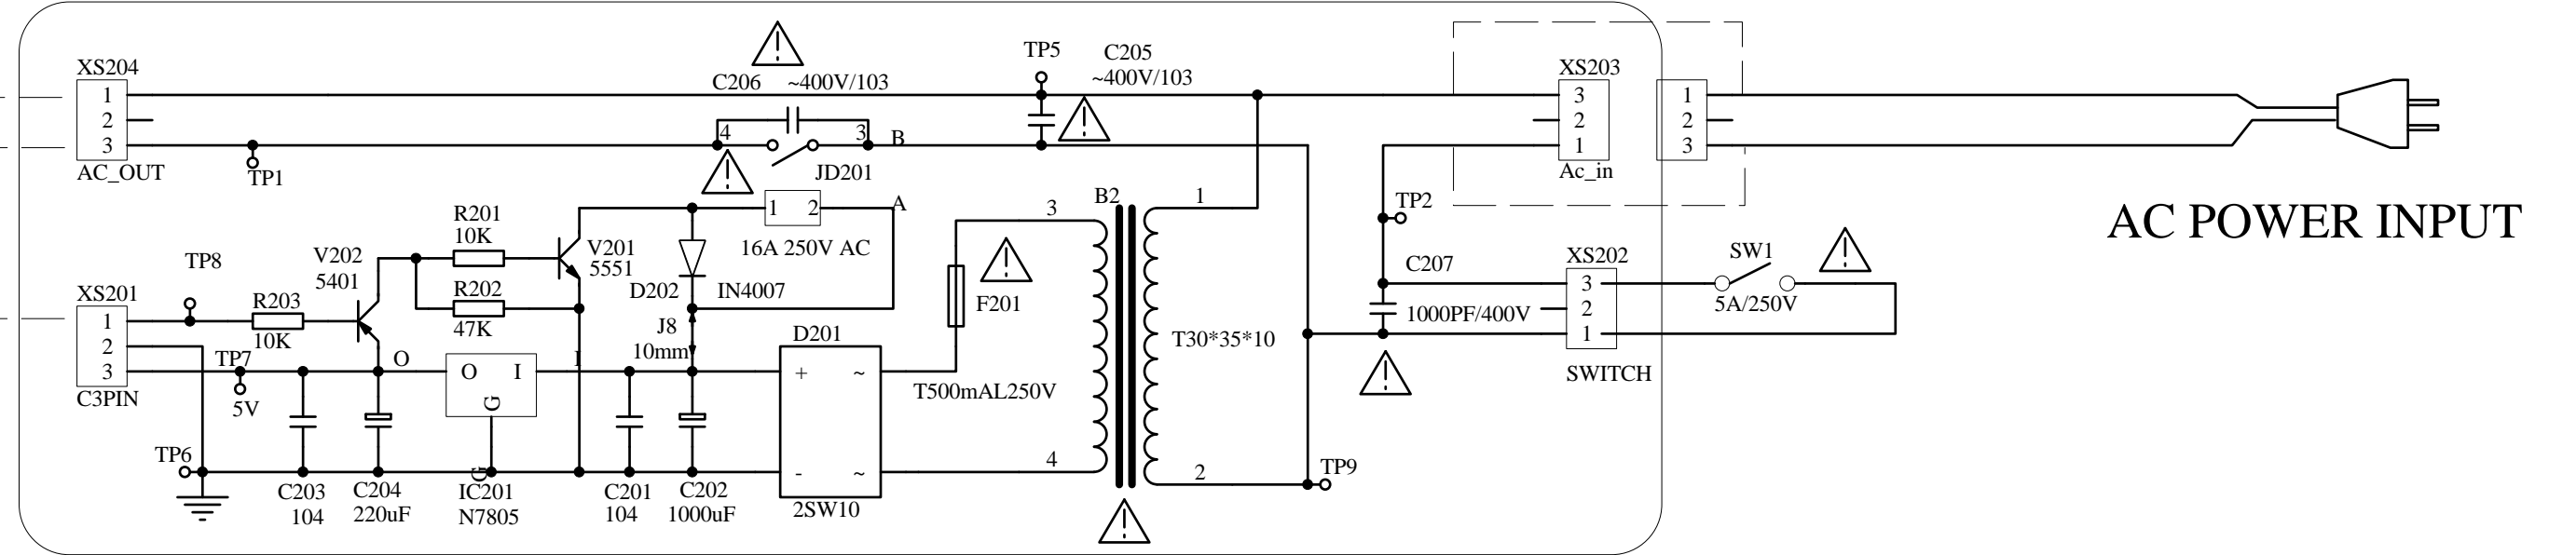 XS204
1
2
3
AC_OUT
TP1
C206 ~400V/103
4
3
B
JD201
TP5
C205
~400V/103
XS203
3
2
1
Ac_in
1
2
3
AC POWER INPUT
TP2
C207
1000PF/400V
XS202
3
2
1
SWITCH
SW1
5A/250V
XS201
1
2
3
C3PIN
TP8
R203
10K
V202
5401
R201
10K
R202
47K
V201
5551
1 2
A
16A 250V AC
D202
IN4007
J8
10mm
D201
+ ~
- ~
2SW10
F201
T500mAL250V
B2
3
4
1
2
T30*35*10
TP9
TP7
5V
O
O I
G
I
G
TP6
C203
104
C204
220uF
IC201
N7805
C201
104
C202
1000uF
!
!
!
!
!
!
!